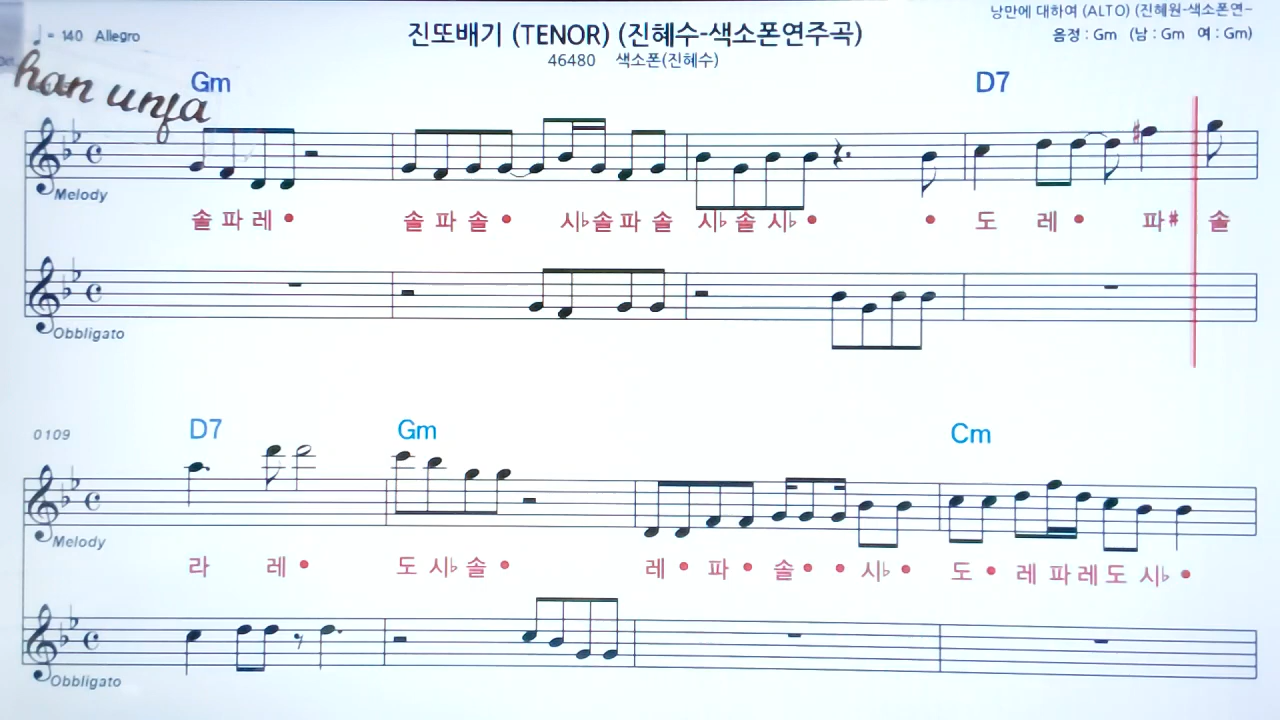 낭만에 대하여 (ALTO) (진혜원-색소폰연-
♩ = 140 Allegro
진또배기 (TENOR) (진혜수-색소폰연주곡)
음정 : Gm (남 : Gm 여 : Gm)
46480 색소폰(진혜수)
han unja
Gm D7
Melody
솔 파 레 • 솔 파 솔 • 시♭ 솔 파 솔 시♭ 솔 시♭ • • 도 레 • 파# 솔
Obbligato
0109 D7 Gm Cm
Melody
라 레 • 도 시♭ 솔 • 레 • 파 • 솔 • • 시♭ • 도 • 레 파 레 도 시♭ •
Obbligato